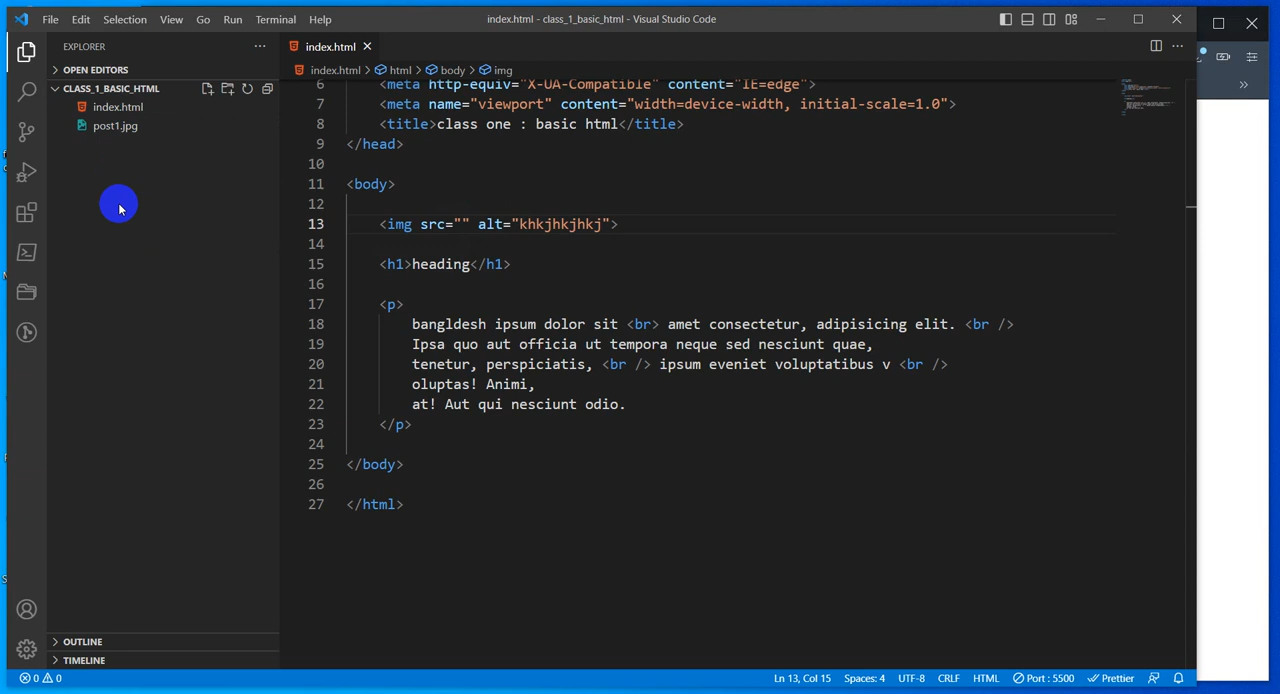 File Edit Selection View Go Run Terminal Help
index.html - class_1_basic_html - Visual Studio Code
EXPLORER
index.html
OPEN EDITORS
index.html > html > body > img
CLASS_1_BASIC_HTML
index.html
post1.jpg
6 <meta http-equiv="X-UA-Compatible" content="IE=edge">
7 <meta name="viewport" content="width=device-width, initial-scale=1.0">
8 <title>class one : basic html</title>
9 </head>
10
11 <body>
12
13 <img src="" alt="khkjhkjhkj">
14
15 <h1>heading</h1>
16
17 <p>
18 bangldesh ipsum dolor sit <br> amet consectetur, adipisicing elit. <br />
19 Ipsa quo aut officia ut tempora neque sed nesciunt quae,
20 tenetur, perspiciatis, <br /> ipsum eveniet voluptatibus v <br />
21 oluptas! Animi,
22 at! Aut qui nesciunt odio.
23 </p>
24
25 </body>
26
27 </html>
OUTLINE
TIMELINE
0 0
Ln 13, Col 15 Spaces: 4 UTF-8 CRLF HTML Port : 5500 Prettier